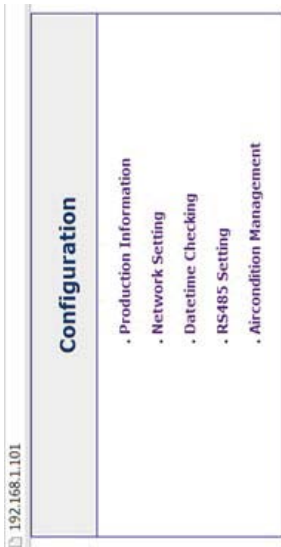 192.168.1.101
Configuration
. Production Information
. Network Setting
. Datetime Checking
. RS485 Setting
. Aircondition Management